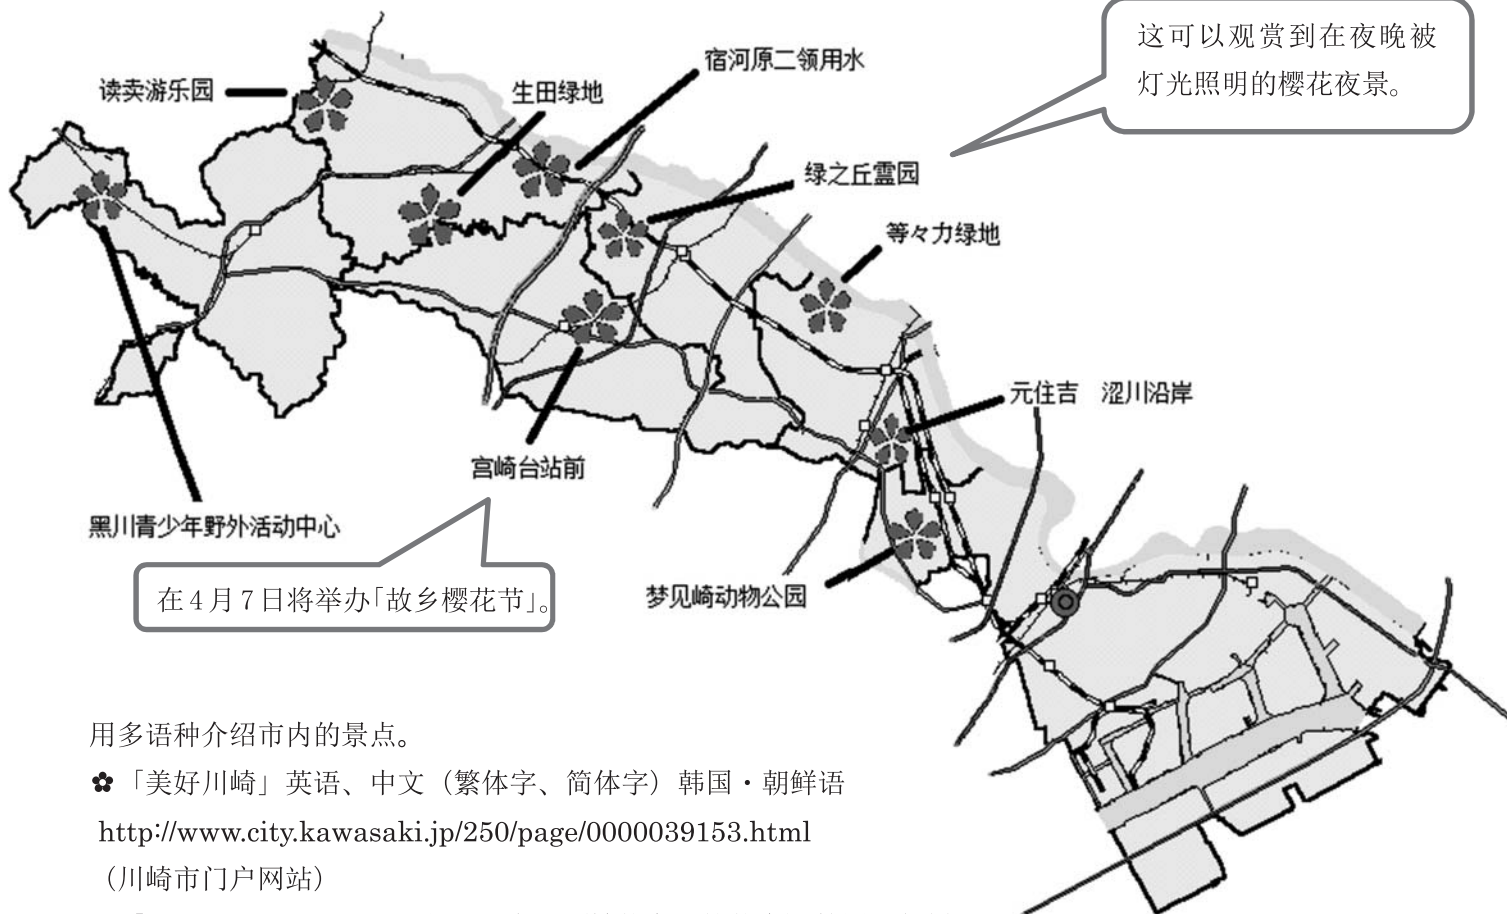 这可以观赏到在夜晚被
灯光照明的樱花夜景。
宿河原二领用水
读卖游乐园
生田绿地
绿之丘霊园
等々力绿地
元住吉　涩川沿岸
宫崎台站前
黑川青少年野外活动中心
在4月7日将举办「故乡樱花节」。
梦见崎动物公园
用多语种介绍市内的景点。
✿「美好川崎」英语、中文（繁体字、简体字）韩国・朝鲜语
http://www.city.kawasaki.jp/250/page/0000039153.html
（川崎市门户网站）